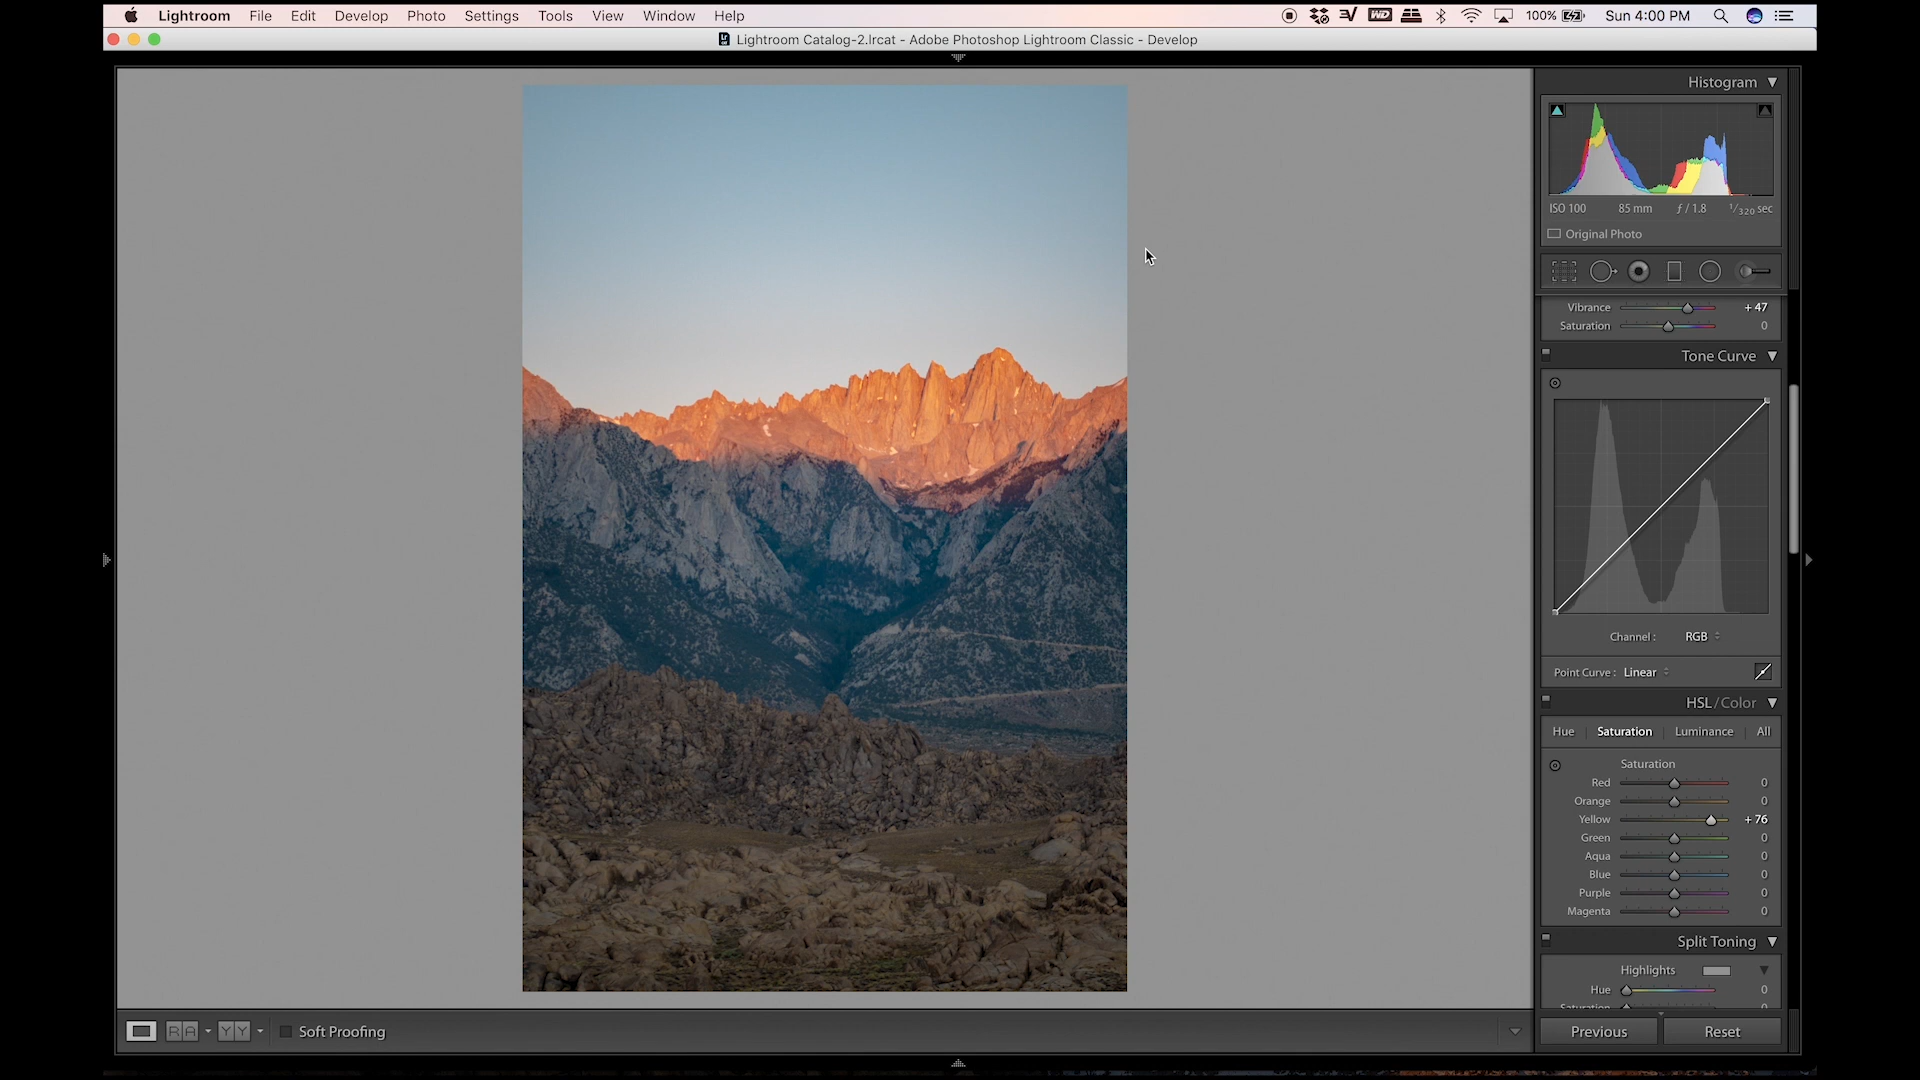 Lightroom File Edit Develop Photo Settings Tools View Window Help 100% Sun 4:00 PM
Lightroom Catalog-2.lrcat - Adobe Photoshop Lightroom Classic - Develop
Histogram
ISO 100 85 mm ƒ / 1.8 1/320 sec
Original Photo
Vibrance + 47
Saturation 0
Tone Curve
Channel : RGB
Point Curve : Linear
HSL / Color
Hue Saturation Luminance All
Saturation
Red 0
Orange 0
Yellow + 76
Green 0
Aqua 0
Blue 0
Purple 0
Magenta 0
Split Toning
Highlights
Hue 0
Saturation 0
R A Y Y Soft Proofing
Previous Reset